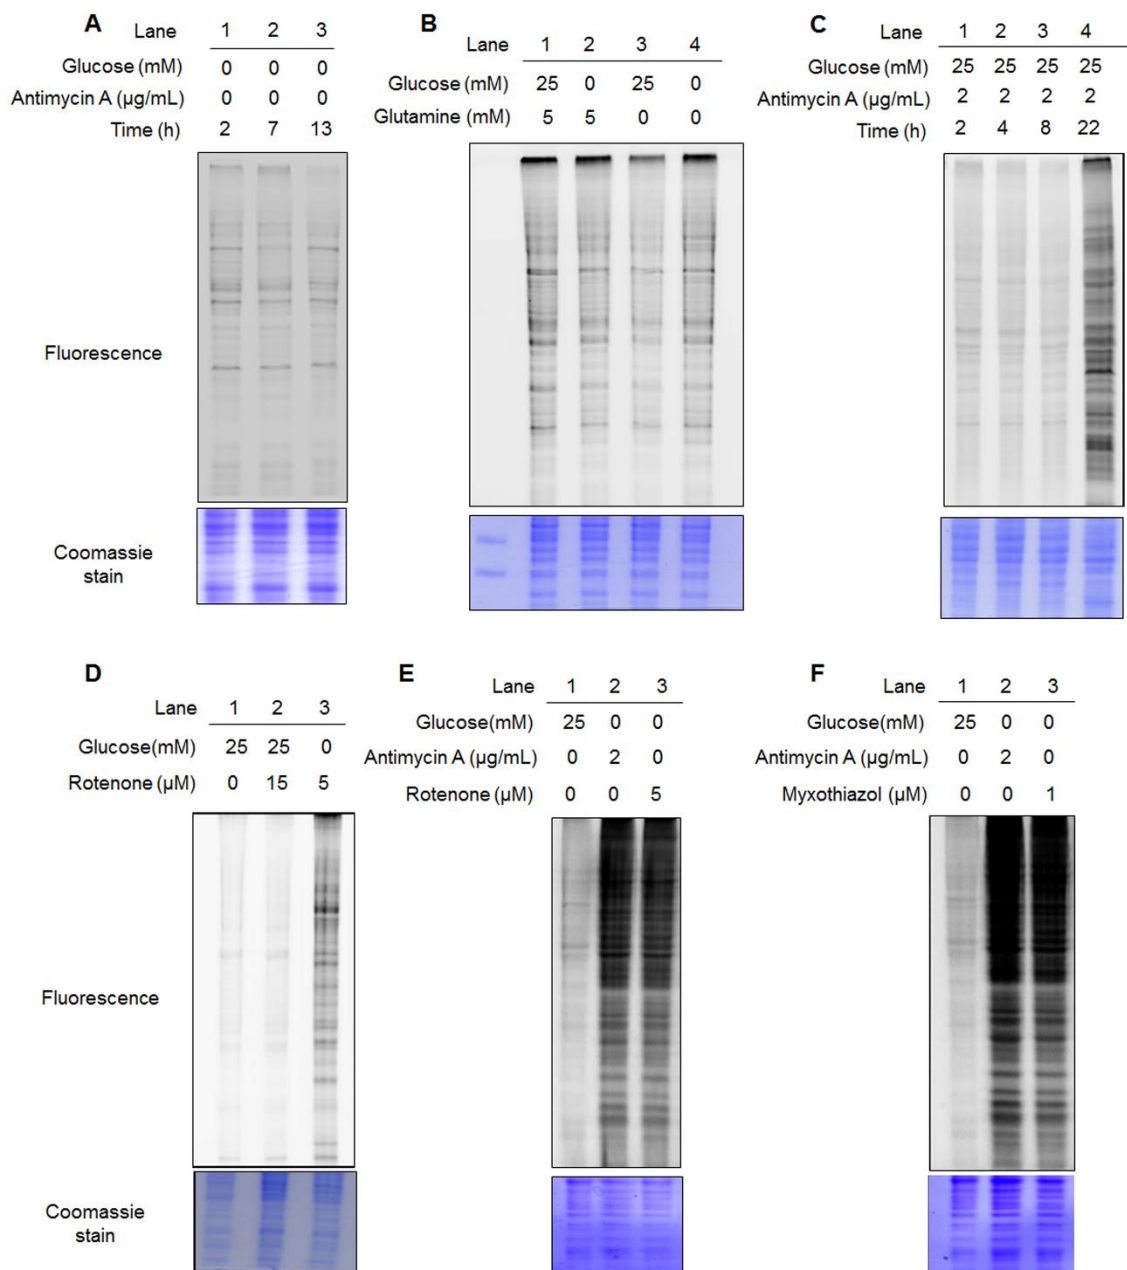 A Lane 1 2 3
Glucose (mM) 0 0 0
Antimycin A (µg/mL) 0 0 0
Time (h) 2 7 13
Fluorescence
Coomassie
stain
B Lane 1 2 3 4
Glucose (mM) 25 0 25 0
Glutamine (mM) 5 5 0 0
C Lane 1 2 3 4
Glucose (mM) 25 25 25 25
Antimycin A (µg/mL) 2 2 2 2
Time (h) 2 4 8 22
D Lane 1 2 3
Glucose(mM) 25 25 0
Rotenone (µM) 0 15 5
Fluorescence
Coomassie
stain
E Lane 1 2 3
Glucose(mM) 25 0 0
Antimycin A (µg/mL) 0 2 0
Rotenone (µM) 0 0 5
F Lane 1 2 3
Glucose(mM) 25 0 0
Antimycin A (µg/mL) 0 2 0
Myxothiazol (µM) 0 0 1